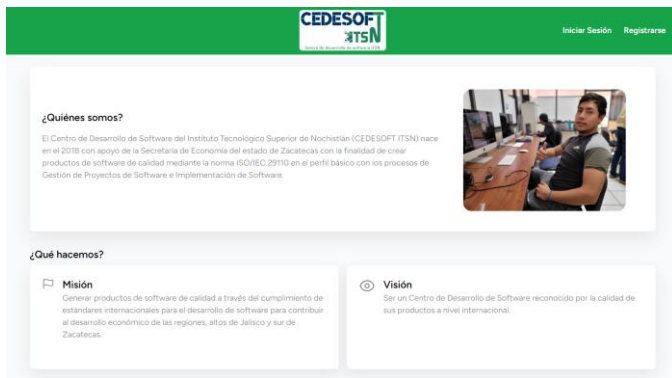 CEDESOFT
ITSN
Centro de desarrollo de software ITSN
Iniciar Sesión Registrarse
¿Quiénes somos?
El Centro de Desarrollo de Software del Instituto Tecnológico Superior de Nochistlán (CEDESOFT ITSN) nace
en el 2018 con apoyo de la Secretaría de Economía del estado de Zacatecas con la finalidad de crear
productos de software de calidad mediante la norma ISO/IEC 29110 en el perfil básico con los procesos de
Gestión de Proyectos de Software e Implementación de Software.
¿Qué hacemos?
Misión
Generar productos de software de calidad a través del cumplimiento de
estándares internacionales para el desarrollo de software para contribuir
al desarrollo económico de las regiones, altos de Jalisco y sur de
Zacatecas.
Visión
Ser un Centro de Desarrollo de Software reconocido por la calidad de
sus productos a nivel internacional.